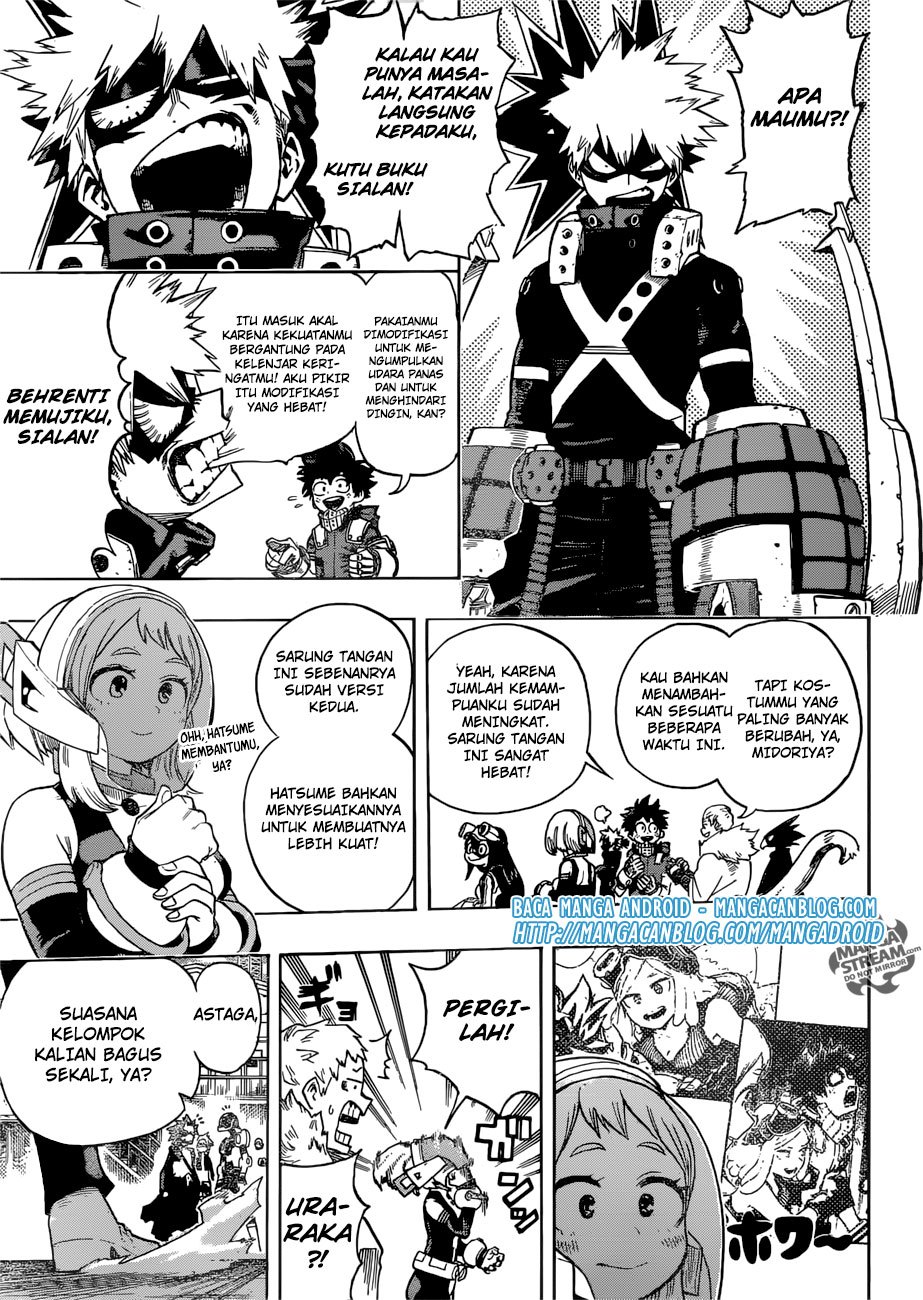 APA
MAUMU?!
KALAU KAU
PUNYA MASA-
LAH, KATAKAN
LANGSUNG
KEPADAKU,
KUTU BUKU
SIALAN!
PAKAIANMU
DIMODIFIKASI
UNTUK ME-
NGUMPULKAN
UDARA PANAS
DAN UNTUK
MENGHINDARI
DINGIN, KAN?
ITU MASUK AKAL
KARENA KEKUATANMU
BERGANTUNG PADA
KELENJAR KERI-
NGATMU! AKU PIKIR
ITU MODIFIKASI
YANG HEBAT!
BEHRENTI
MEMUJIKU,
SIALAN!
TAPI KOS-
TUMMU YANG
PALING BANYAK
BERUBAH, YA,
MIDORIYA?
KAU BAHKAN
MENAMBAH-
KAN SESUATU
BEBERAPA
WAKTU INI.
YEAH, KARENA
JUMLAH KEMAM-
PUANKU SUDAH
MENINGKAT.
SARUNG TANGAN
INI SANGAT
HEBAT!
SARUNG TANGAN
INI SEBENANRYA
SUDAH VERSI
KEDUA.
HATSUME BAHKAN
MENYESUAIKANNYA
UNTUK MEMBUATNYA
LEBIH KUAT!
OHH, HATSUME
MEMBANTUMU,
YA?
BACA MANGA ANDROID - MANGACANBLOG.COM
HTTP://MANGACANBLOG.COM/MANGADROID
MANGA
STREAM.com
DO NOT MIRROR
ホワ～
PERGI-
LAH!
ギョ
ギンッ
URA-
RAKA
?!
ASTAGA,
SUASANA
KELOMPOK
KALIAN BAGUS
SEKALI, YA?